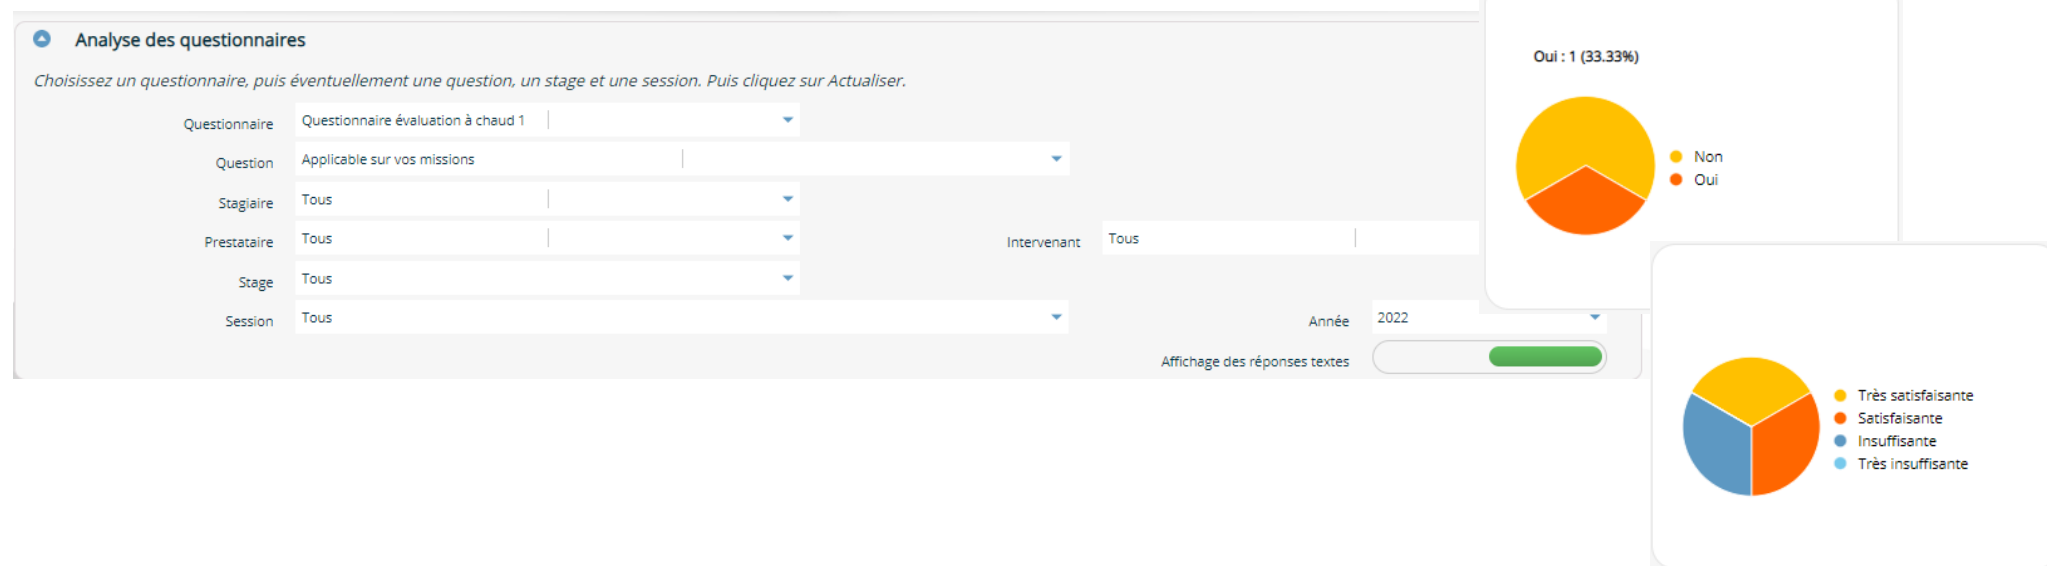 Analyse des questionnaires
Choisissez un questionnaire, puis éventuellement une question, un stage et une session. Puis cliquez sur Actualiser.
Questionnaire Questionnaire évaluation à chaud 1
Question Applicable sur vos missions
Stagiaire Tous
Prestataire Tous Intervenant Tous
Stage Tous
Session Tous Année 2022
Affichage des réponses textes
Oui : 1 (33.33%)
Non
Oui
Très satisfaisante
Satisfaisante
Insuffisante
Très insuffisante